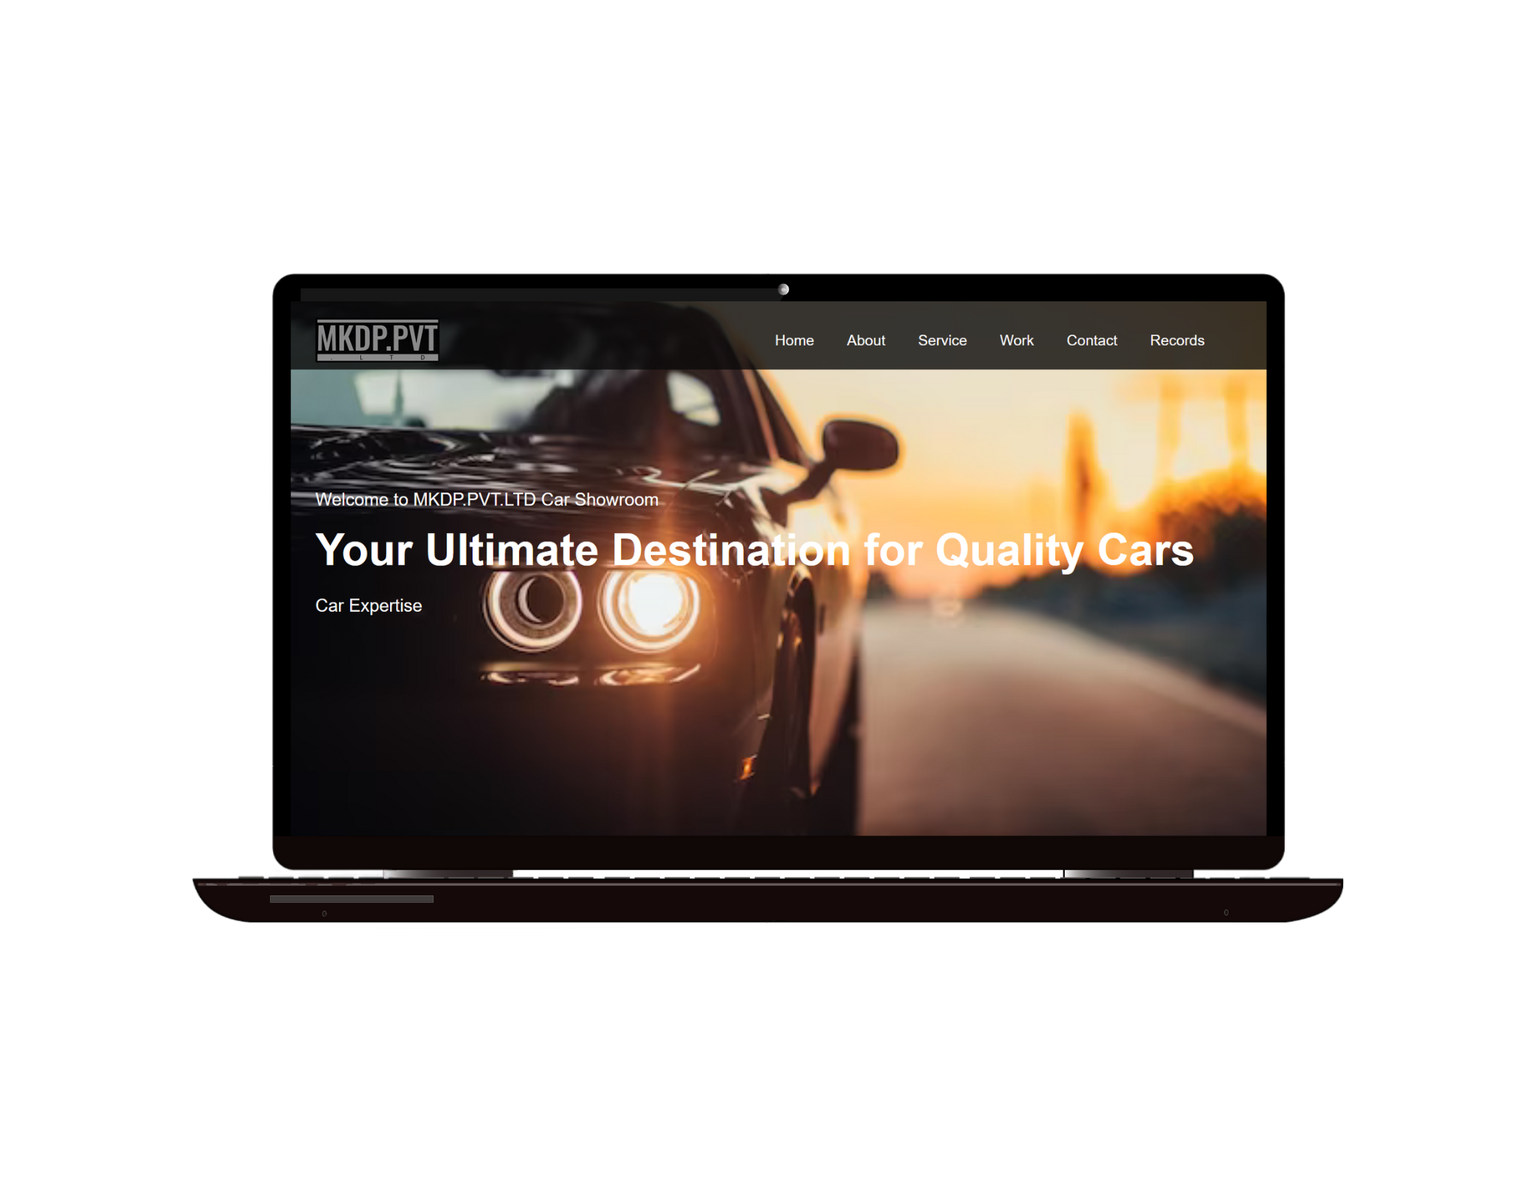 MKDP.PVT
. L T D
Home About Service Work Contact Records
Welcome to MKDP.PVT.LTD Car Showroom
Your Ultimate Destination for Quality Cars
Car Expertise